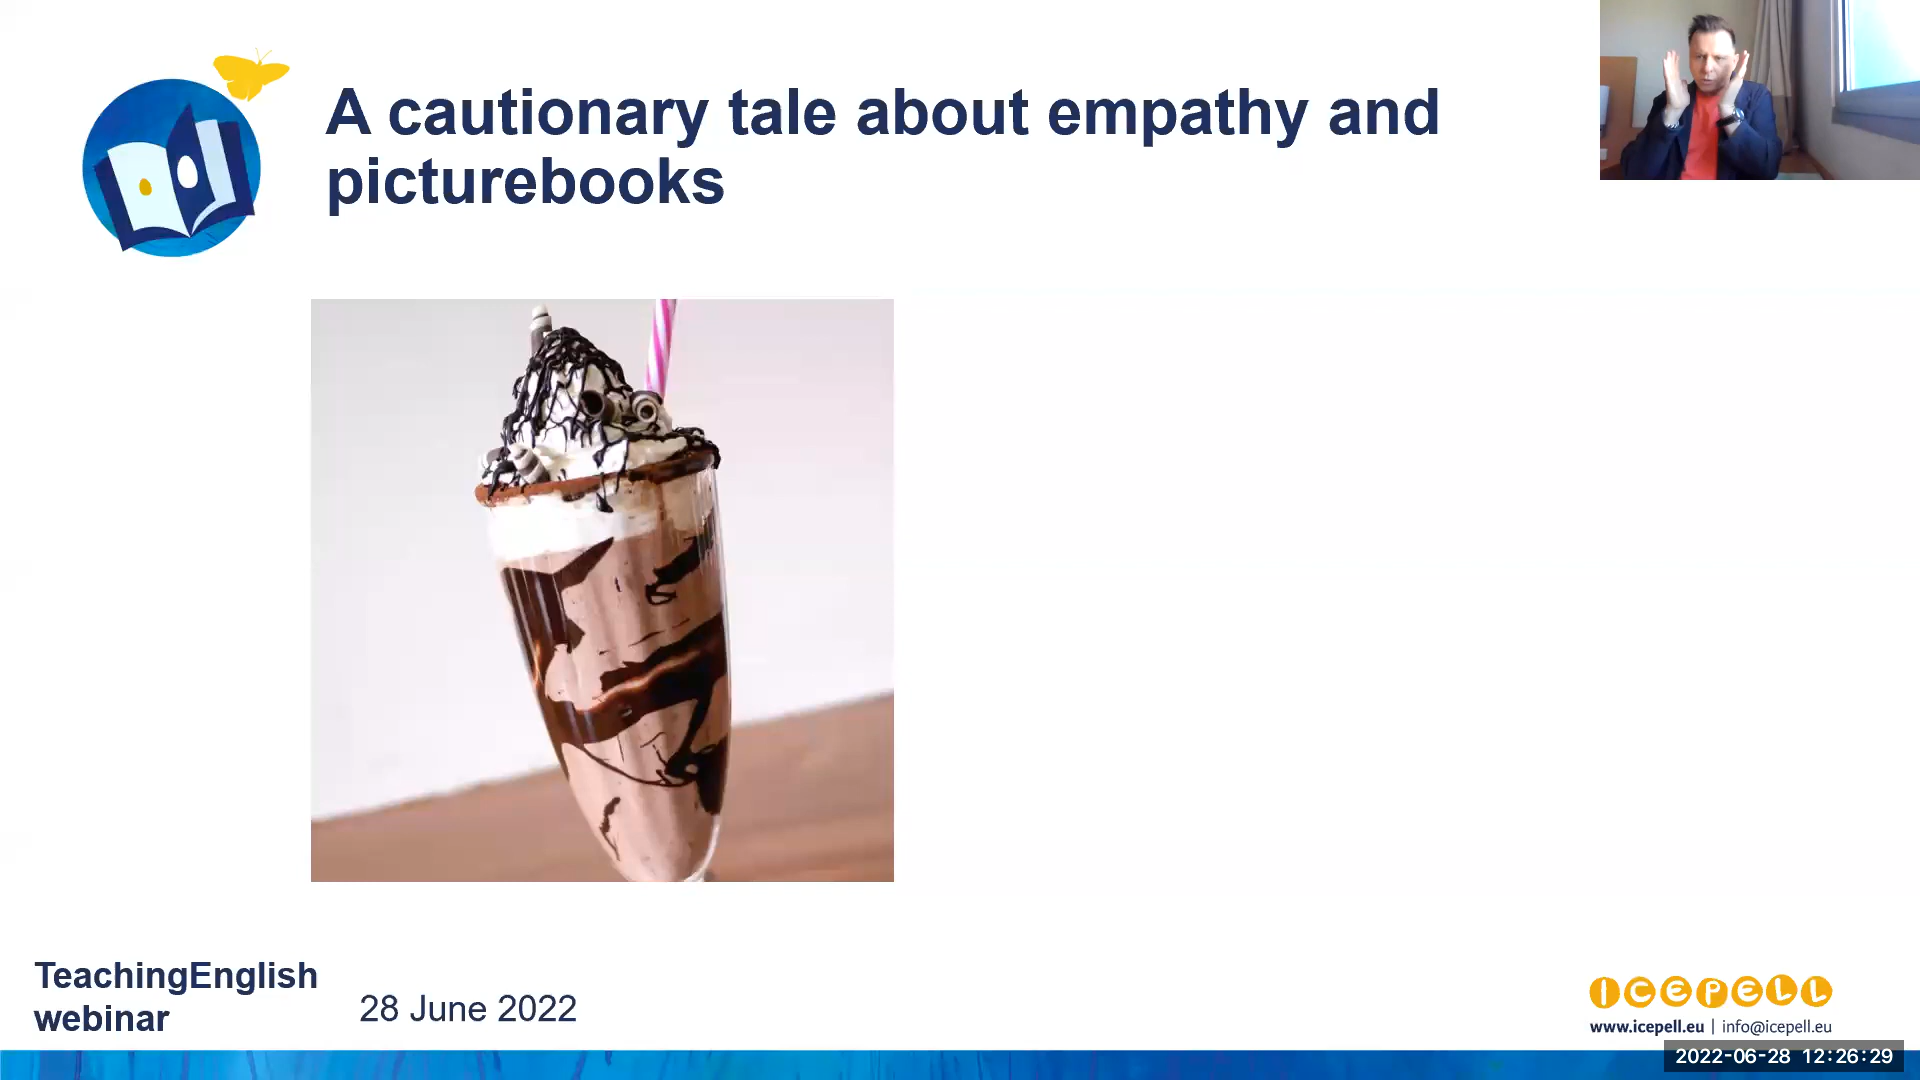 A cautionary tale about empathy and
picturebooks
TeachingEnglish
webinar
28 June 2022
ICEPELL
www.icepell.eu | info@icepell.eu
2022-06-28 12:26:29